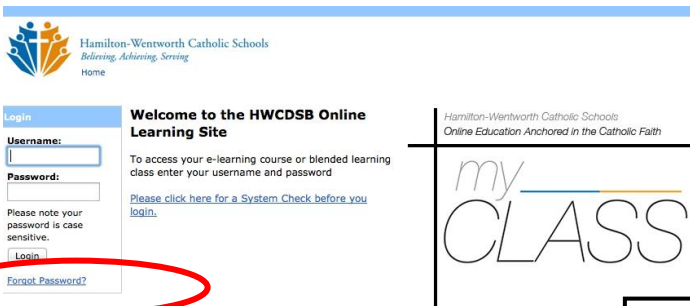 Hamilton-Wentworth Catholic Schools
Believing, Achieving, Serving
Home
Login
Username:
Password:
Please note your
password is case
sensitive.
Login
Forgot Password?
Welcome to the HWCDSB Online
Learning Site
To access your e-learning course or blended learning
class enter your username and password
Please click here for a System Check before you
login.
Hamilton-Wentworth Catholic Schools
Online Education Anchored in the Catholic Faith
my
CLASS